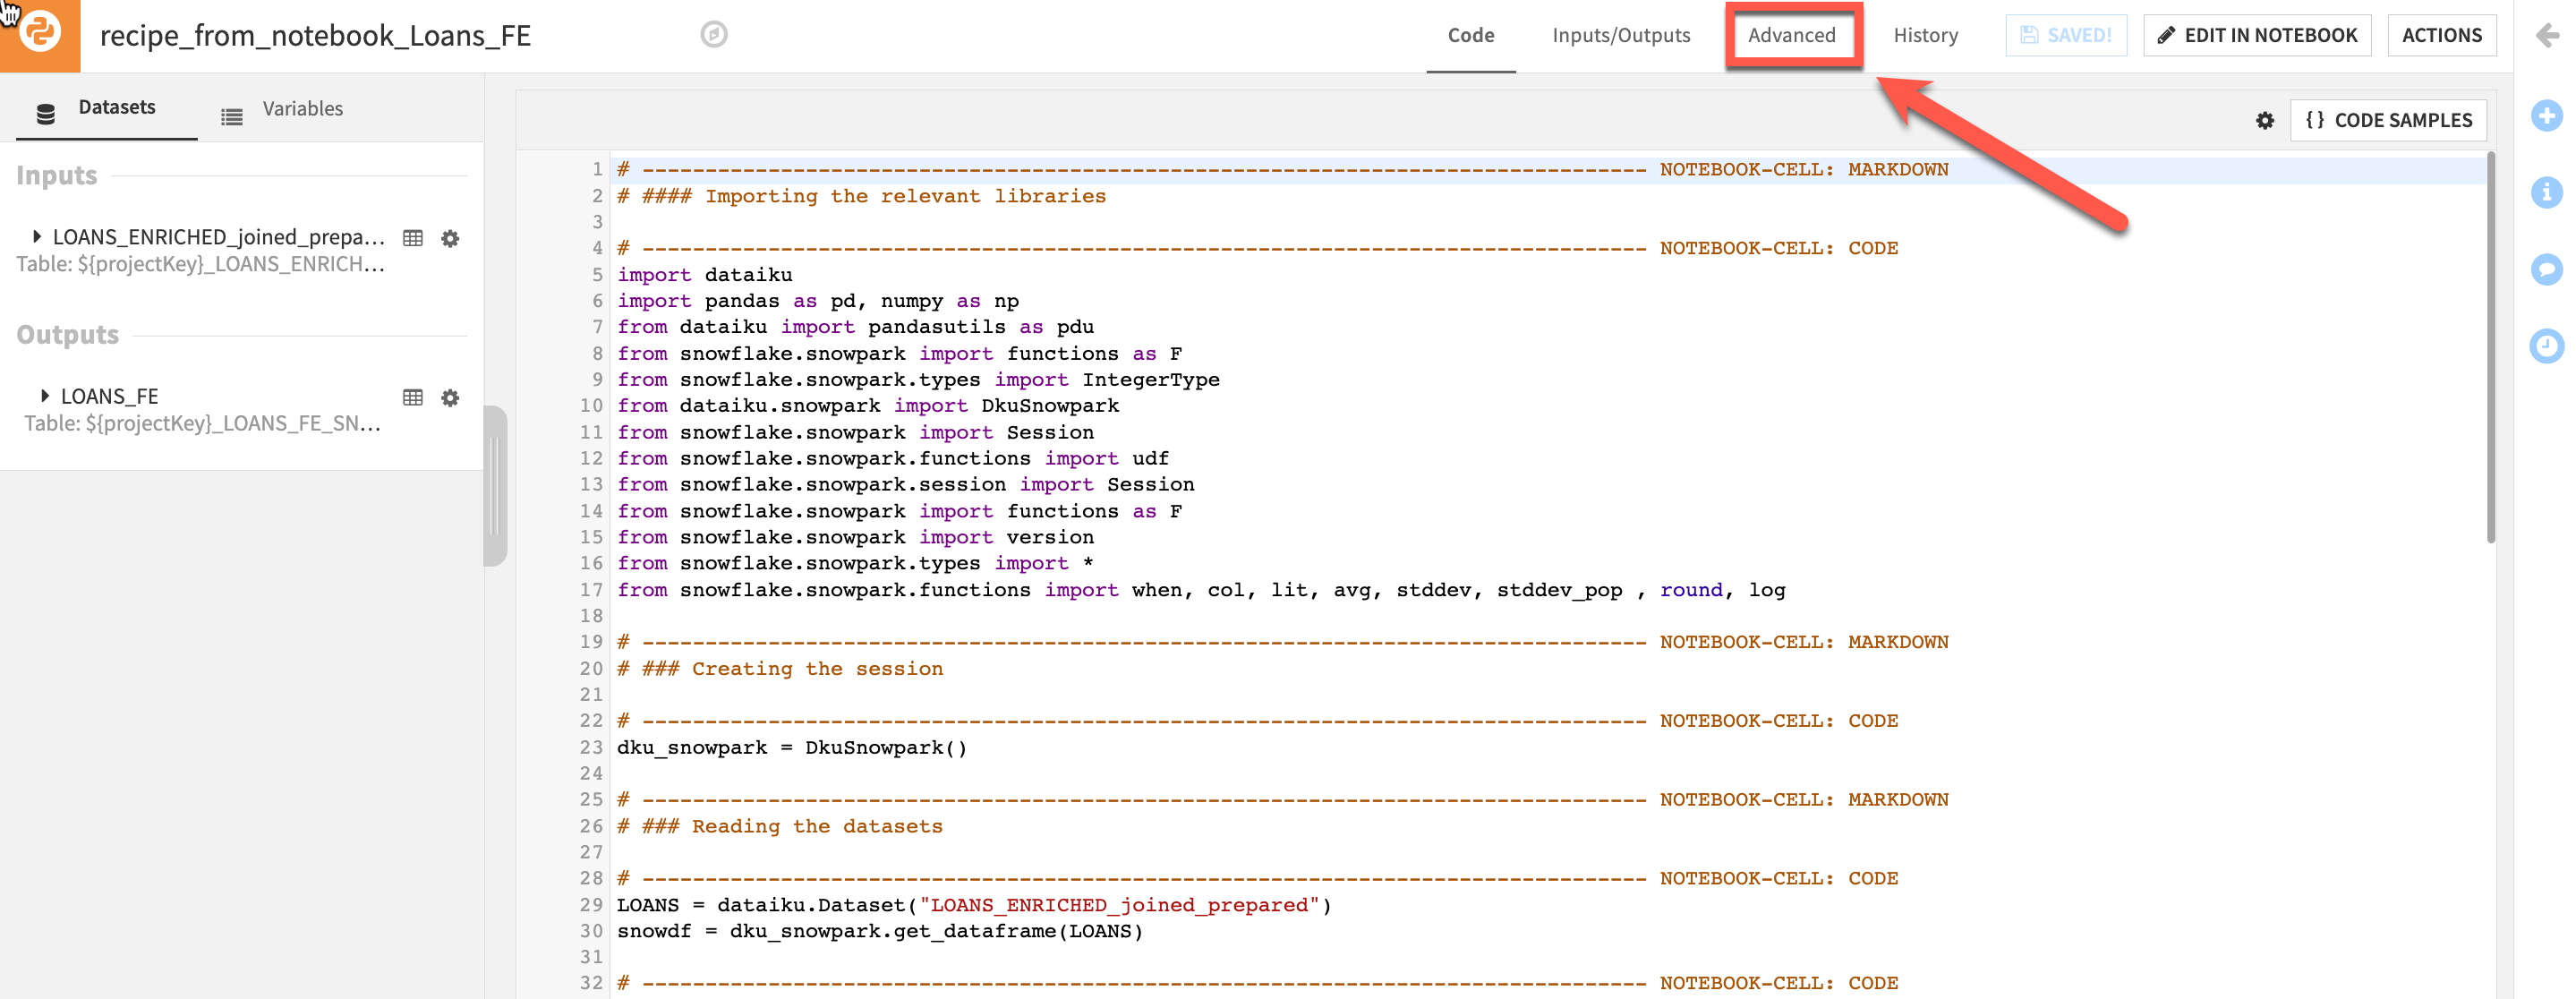 recipe_from_notebook_Loans_FE
Code
Inputs/Outputs
Advanced
History
SAVED!
EDIT IN NOTEBOOK
ACTIONS
Datasets
Variables
Inputs
LOANS_ENRICHED_joined_prepa...
Table: ${projectKey}_LOANS_ENRICH...
Outputs
LOANS_FE
Table: ${projectKey}_LOANS_FE_SN...
{ } CODE SAMPLES
1 # -------------------------------------------------------------------------------- NOTEBOOK-CELL: MARKDOWN
2 # #### Importing the relevant libraries
3
4 # -------------------------------------------------------------------------------- NOTEBOOK-CELL: CODE
5 import dataiku
6 import pandas as pd, numpy as np
7 from dataiku import pandasutils as pdu
8 from snowflake.snowpark import functions as F
9 from snowflake.snowpark.types import IntegerType
10 from dataiku.snowpark import DkuSnowpark
11 from snowflake.snowpark import Session
12 from snowflake.snowpark.functions import udf
13 from snowflake.snowpark.session import Session
14 from snowflake.snowpark import functions as F
15 from snowflake.snowpark import version
16 from snowflake.snowpark.types import *
17 from snowflake.snowpark.functions import when, col, lit, avg, stddev, stddev_pop , round, log
18
19 # -------------------------------------------------------------------------------- NOTEBOOK-CELL: MARKDOWN
20 # ### Creating the session
21
22 # -------------------------------------------------------------------------------- NOTEBOOK-CELL: CODE
23 dku_snowpark = DkuSnowpark()
24
25 # -------------------------------------------------------------------------------- NOTEBOOK-CELL: MARKDOWN
26 # ### Reading the datasets
27
28 # -------------------------------------------------------------------------------- NOTEBOOK-CELL: CODE
29 LOANS = dataiku.Dataset("LOANS_ENRICHED_joined_prepared")
30 snowdf = dku_snowpark.get_dataframe(LOANS)
31
32 # -------------------------------------------------------------------------------- NOTEBOOK-CELL: CODE